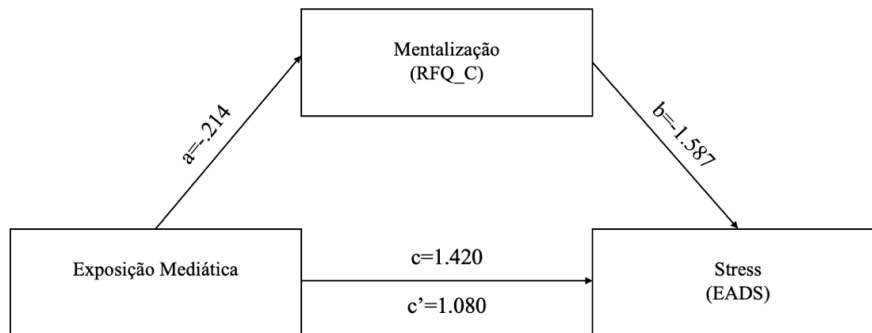 Mentalização
(RFQ_C)
a=-.214
b=-1.587
Exposição Mediática
c=1.420
c’=1.080
Stress
(EADS)